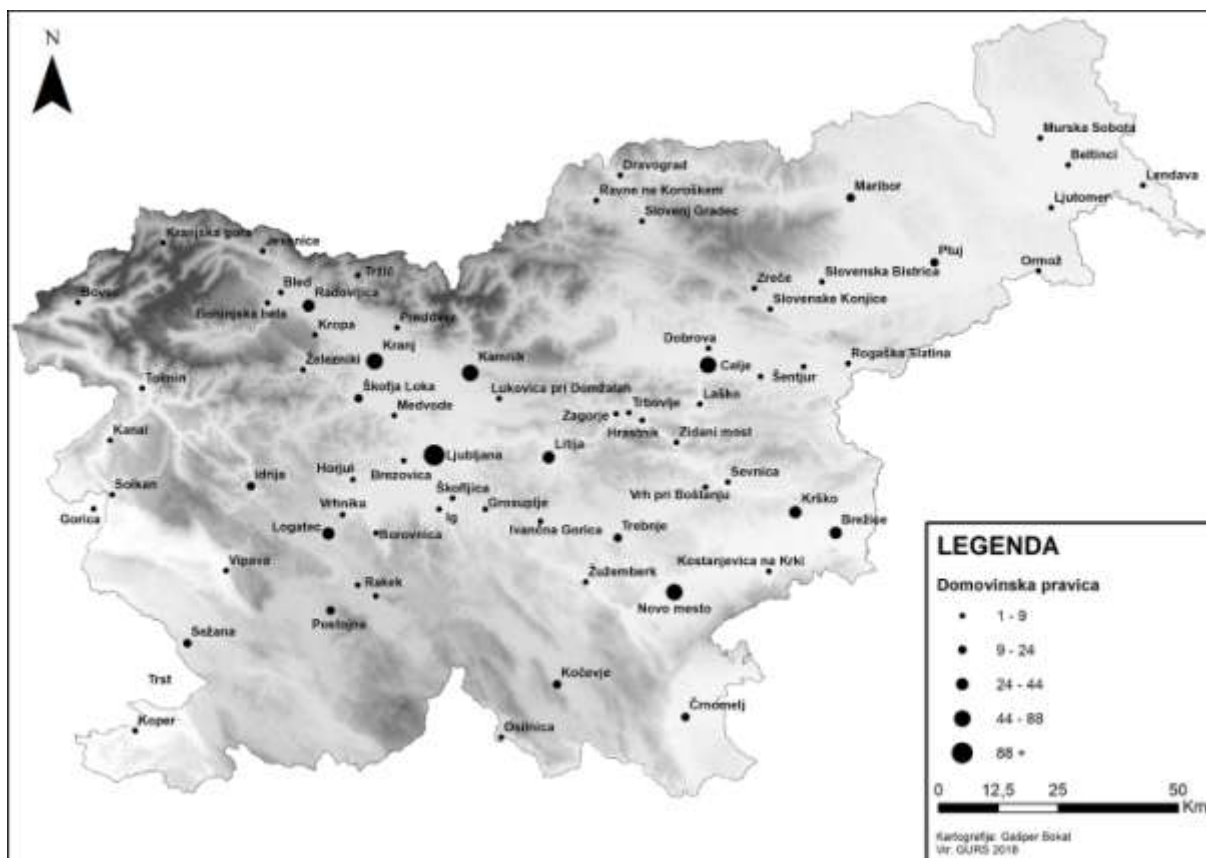 N
Murska Sobota
Beltinci
Lendava
Dravograd
Ravne ne Koroškem
Maribor
Ljutomer
Slovenj Gradec
Kranjska gora
Jesenice
Ptuj
Ormož
Tržič
Slovenska Bistrica
Zreče
Bled
Bovec
Radovljica
Slovenske Konjice
Bohinjska bela
Kropa
Preddvor
Dobrova
Kranj
Kamnik
Celje
Rogaška Slatina
Železniki
Šentjur
Tolmin
Škofja Loka
Lukovica pri Domžalah
Laško
Medvode
Zagorje
Trbovlje
Hrastnik
Zidani most
Kanal
Ljubljana
Litija
Horjul
Brezovica
Idrija
Sevnica
Solkan
Škofljica
Vrh pri Boštanju
Krško
Gorica
Vrhnika
Ig
Grosuplje
Ivančna Gorica
Trebnje
Brežice
Logatec
Borovnica
Vipava
Kostanjevica na Krki
Žužemberk
Rakek
Novo mesto
Postojna
Sežana
Trst
Kočevje
Koper
Osilnica
Črnomelj
LEGENDA
Domovinska pravica
1 - 9
9 - 24
24 - 44
44 - 88
88 +
0 12,5 25 50
Km
Kartografija: Gašper Bokal
Vir: GURS 2018